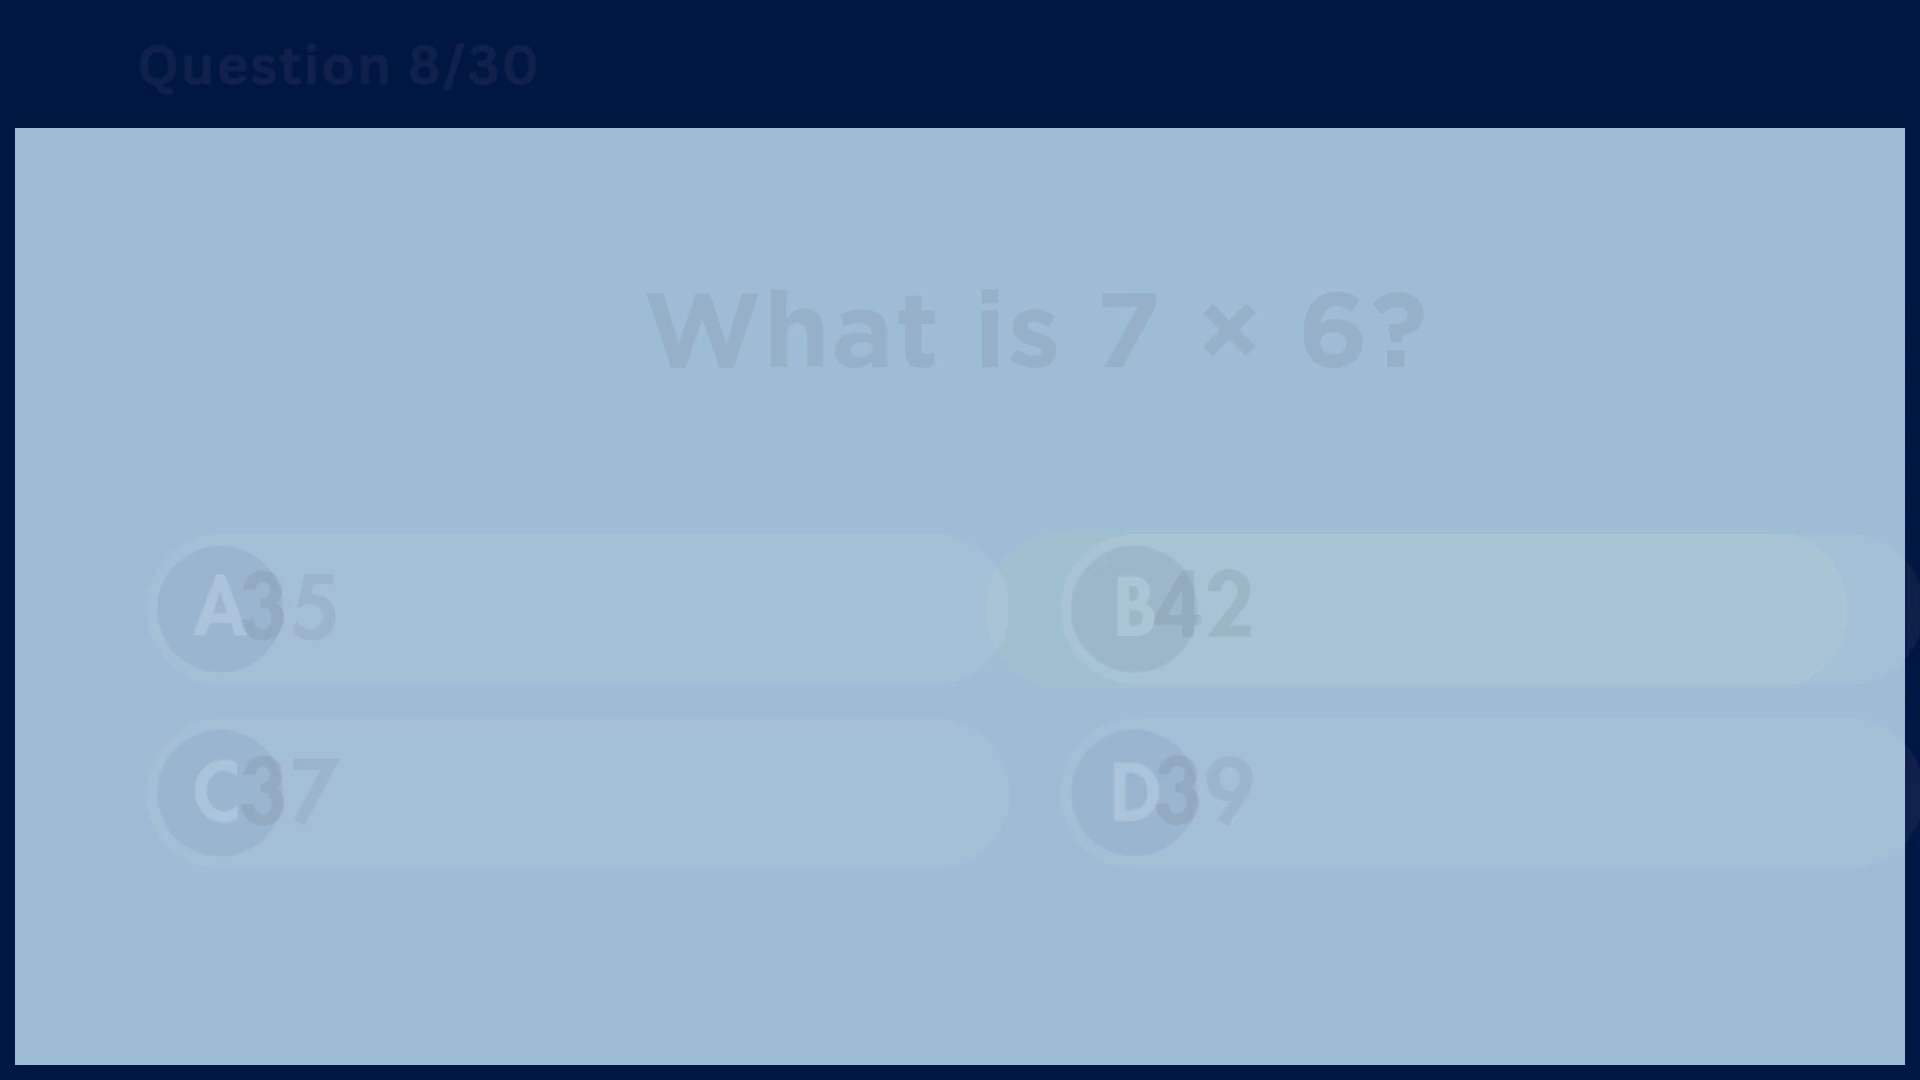 Question 8/30
What is 7 × 6?
A 35
B 42
C 37
D 39